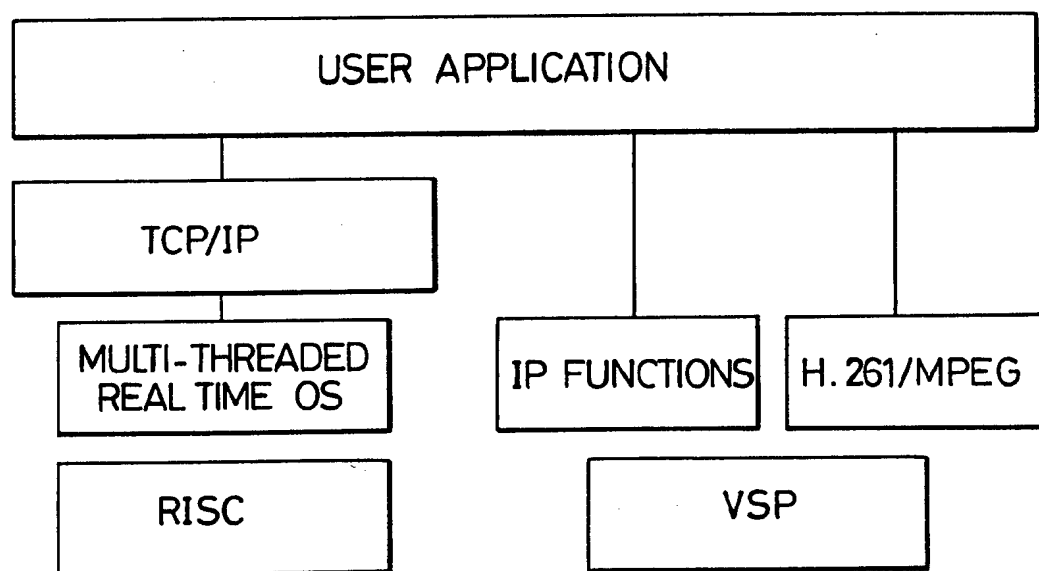 USER APPLICATION
TCP/IP
MULTI-THREADED
REAL TIME OS
IP FUNCTIONS
H.261/MPEG
RISC
VSP